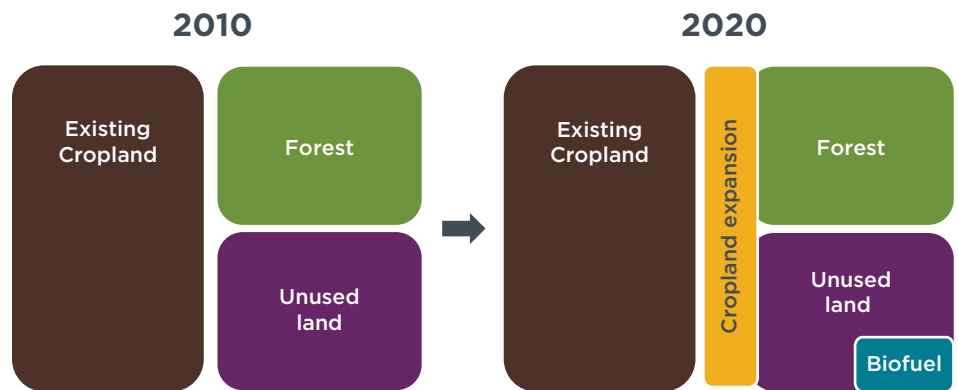 2010
Existing
Cropland
Forest
Unused
land
2020
Existing
Cropland
Cropland expansion
Forest
Unused
land
Biofuel